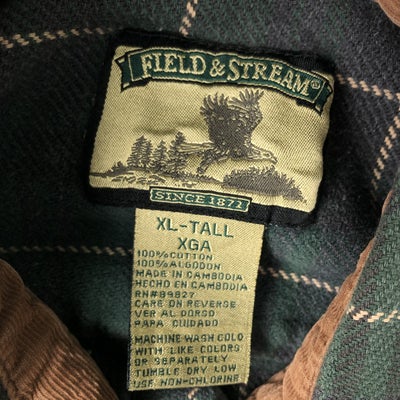 FIELD & STREAM®
SINCE 1871
XL-TALL
XGA
100% COTTON
100% ALGODON
MADE IN CAMBODIA
HECHO EN CAMBODIA
RN#89827
CARE ON REVERSE
VER AL DORSO
PARA CUIDADO
MACHINE WASH COLD
WITH LIKE COLORS
OR SEPARATELY
TUMBLE DRY LOW
USE NON-CHLORINE